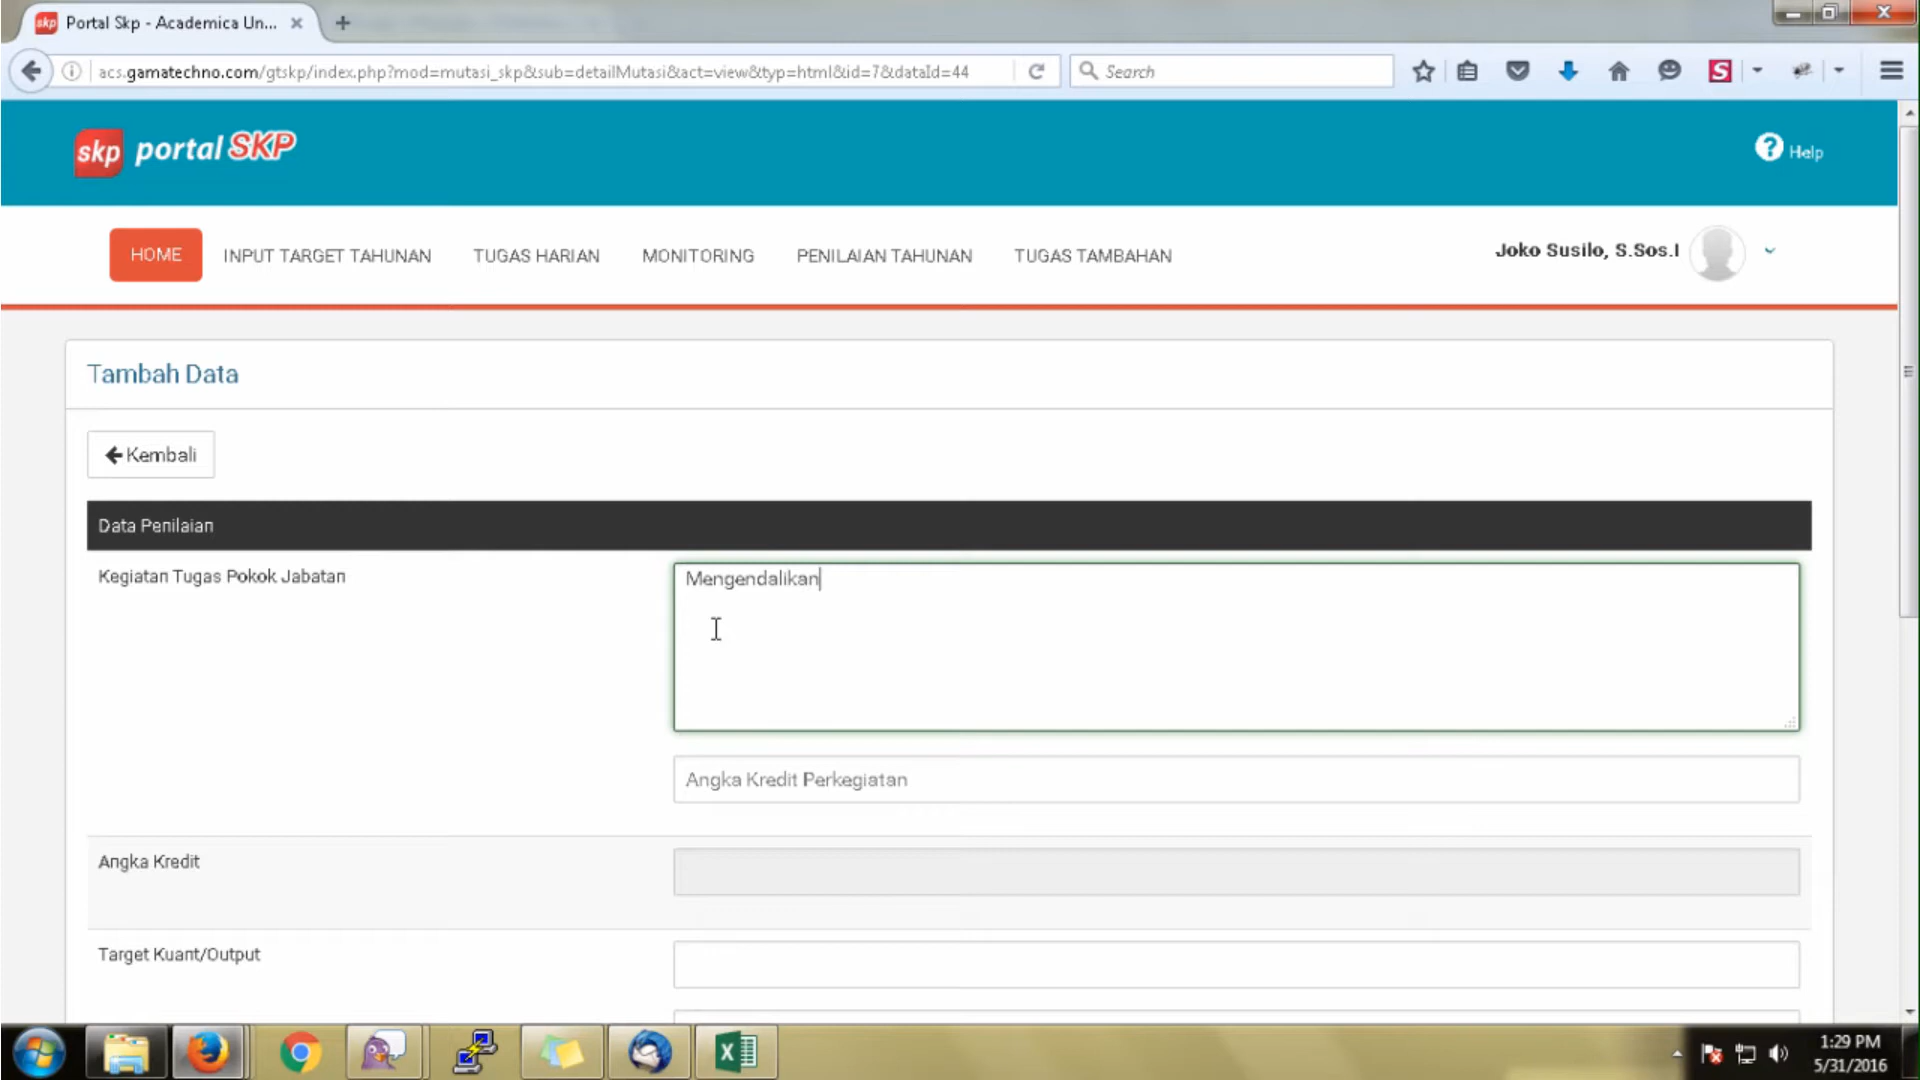 skp Portal Skp - Academica Un...
acs.gamatechno.com/gtskp/index.php?mod=mutasi_skp&sub=detailMutasi&act=view&typ=html&id=7&dataId=44
Search
S
skp portal SKP
? Help
HOME
INPUT TARGET TAHUNAN
TUGAS HARIAN
MONITORING
PENILAIAN TAHUNAN
TUGAS TAMBAHAN
Joko Susilo, S.Sos.I
Tambah Data
Kembali
Data Penilaian
Kegiatan Tugas Pokok Jabatan
Mengendalikan
Angka Kredit Perkegiatan
Angka Kredit
Target Kuant/Output
1:29 PM
5/31/2016